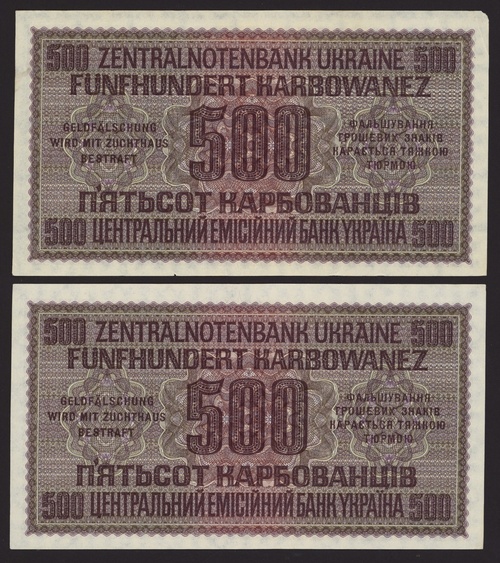 500 ZENTRALNOTENBANK UKRAINE 500
FUNFHUNDERT KARBOWANEZ
GELDFÄLSCHUNG
WIRD MIT ZUCHTHAUS
BESTRAFT
500
ФАЛЬШУВАННЯ
ГРОШЕВИХ ЗНАКІВ
КАРАЄТЬСЯ ТЯЖКОЮ
ТЮРМОЮ
П'ЯТЬСОТ КАРБОВАНЦІВ
500 ЦЕНТРАЛЬНИЙ ЕМІСІЙНИЙ БАНК УКРАЇНА 500
500 ZENTRALNOTENBANK UKRAINE 500
FUNFHUNDERT KARBOWANEZ
GELDFÄLSCHUNG
WIRD MIT ZUCHTHAUS
BESTRAFT
500
ФАЛЬШУВАННЯ
ГРОШЕВИХ ЗНАКІВ
КАРАЄТЬСЯ ТЯЖКОЮ
ТЮРМОЮ
П'ЯТЬСОТ КАРБОВАНЦІВ
500 ЦЕНТРАЛЬНИЙ ЕМІСІЙНИЙ БАНК УКРАЇНА 500